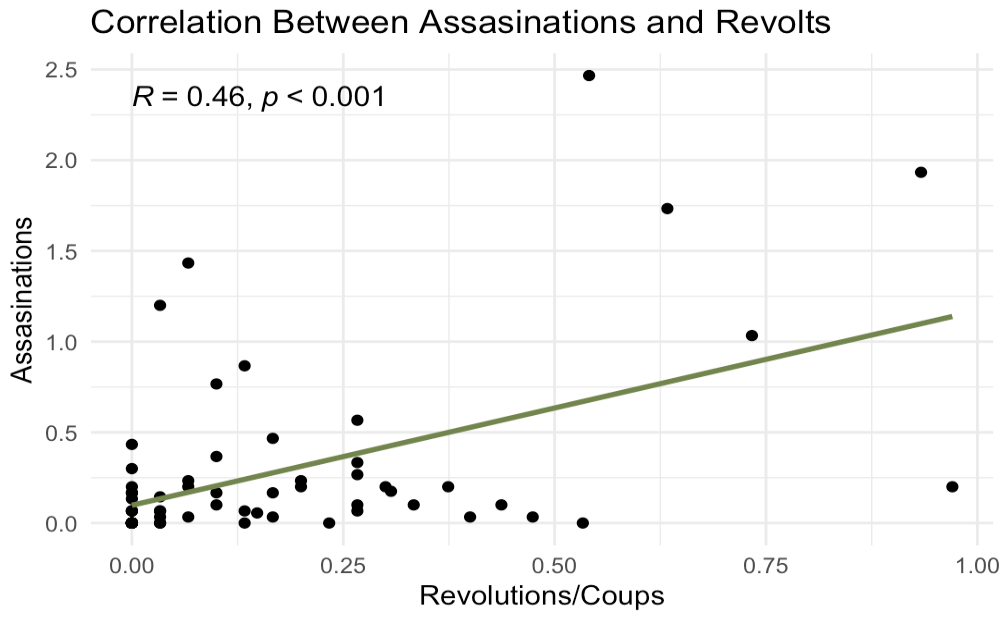 Correlation Between Assasinations and Revolts
R = 0.46, p < 0.001
2.5
2.0
1.5
1.0
0.5
0.0
Assasinations
0.00 0.25 0.50 0.75 1.00
Revolutions/Coups